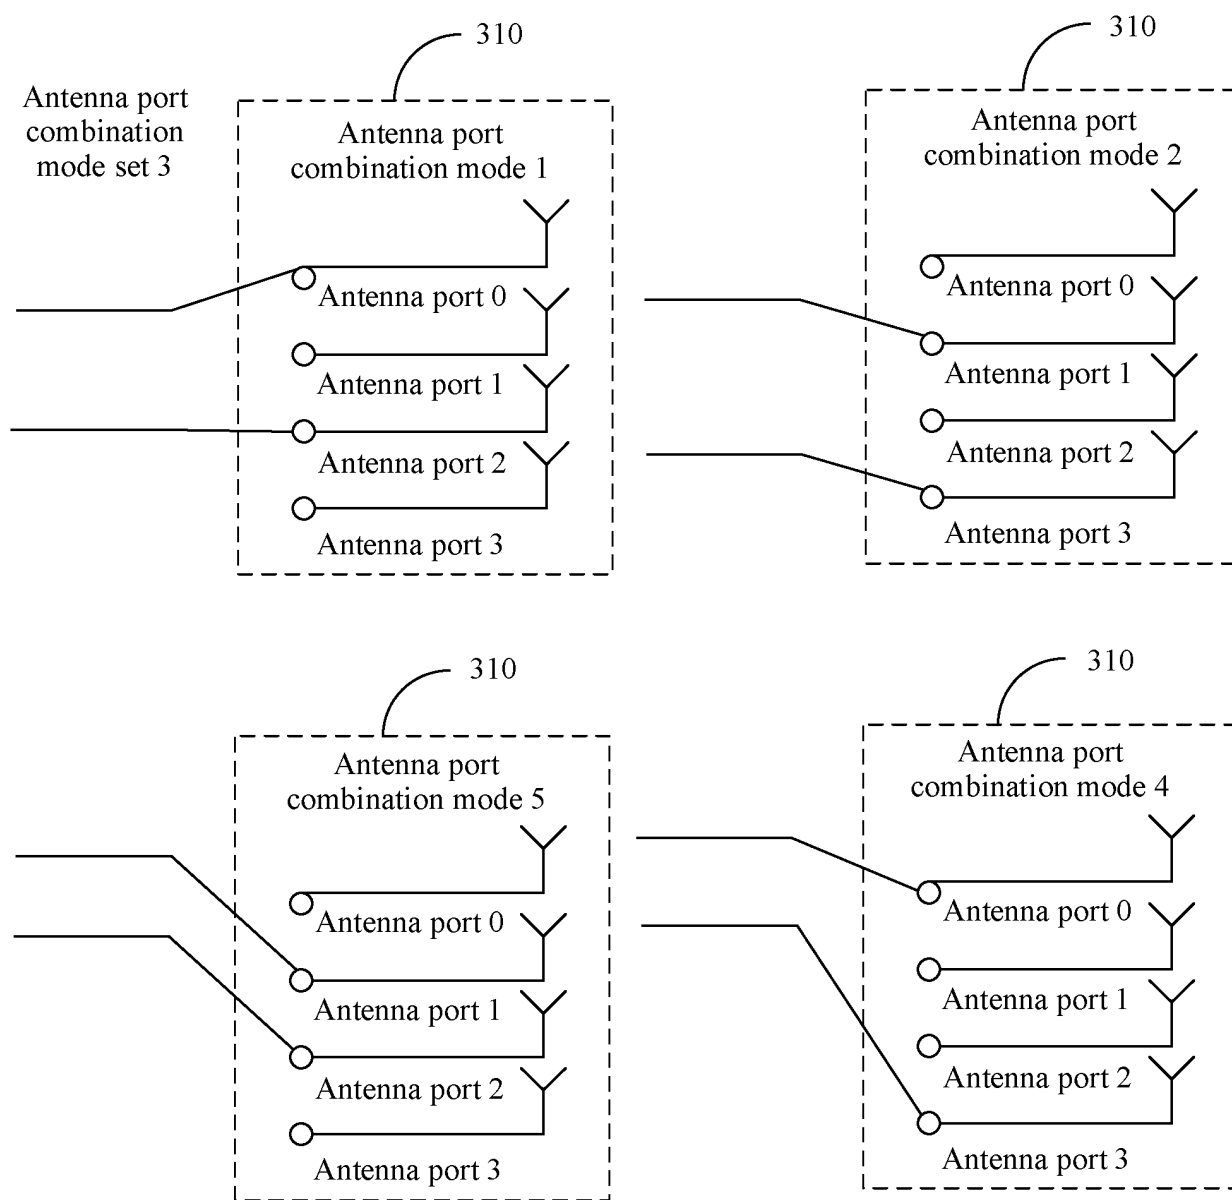 310
310
Antenna port
combination
mode set 3
Antenna port
combination mode 1
Antenna port 0
Antenna port 1
Antenna port 2
Antenna port 3
Antenna port
combination mode 2
Antenna port 0
Antenna port 1
Antenna port 2
Antenna port 3
310
310
Antenna port
combination mode 5
Antenna port 0
Antenna port 1
Antenna port 2
Antenna port 3
Antenna port
combination mode 4
Antenna port 0
Antenna port 1
Antenna port 2
Antenna port 3